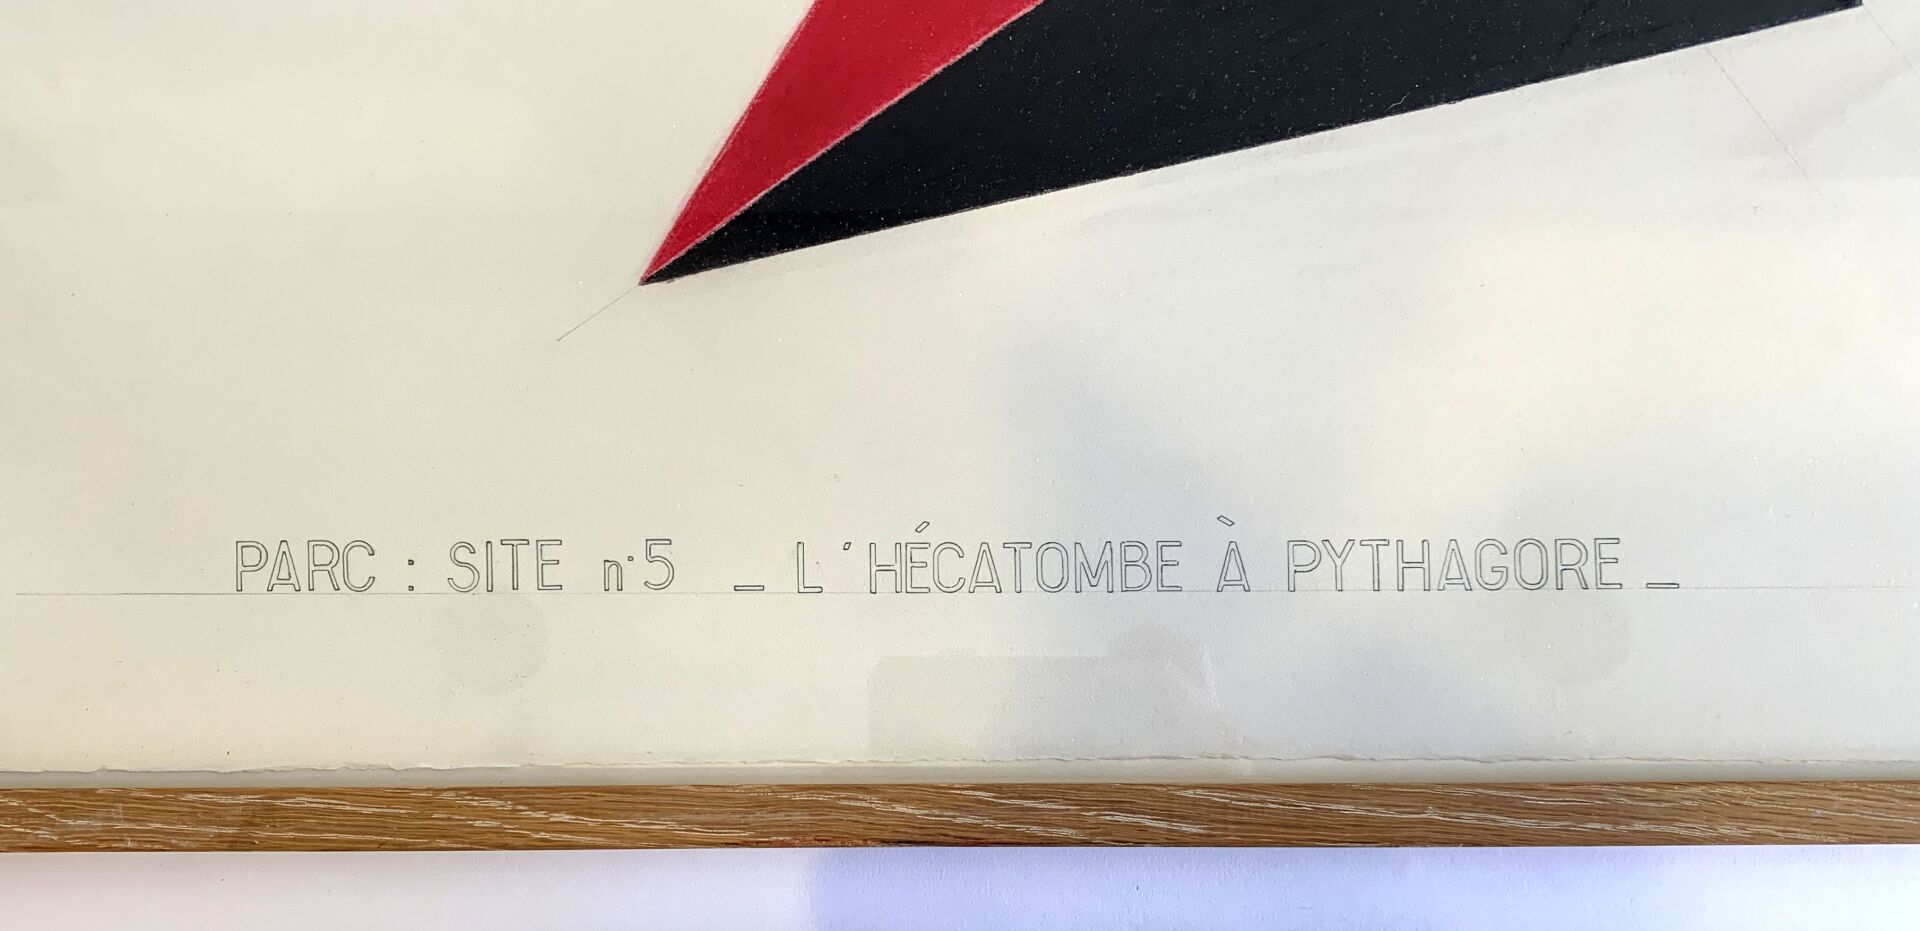 PARC : SITE n°5 _ L'HÉCATOMBE À PYTHAGORE _